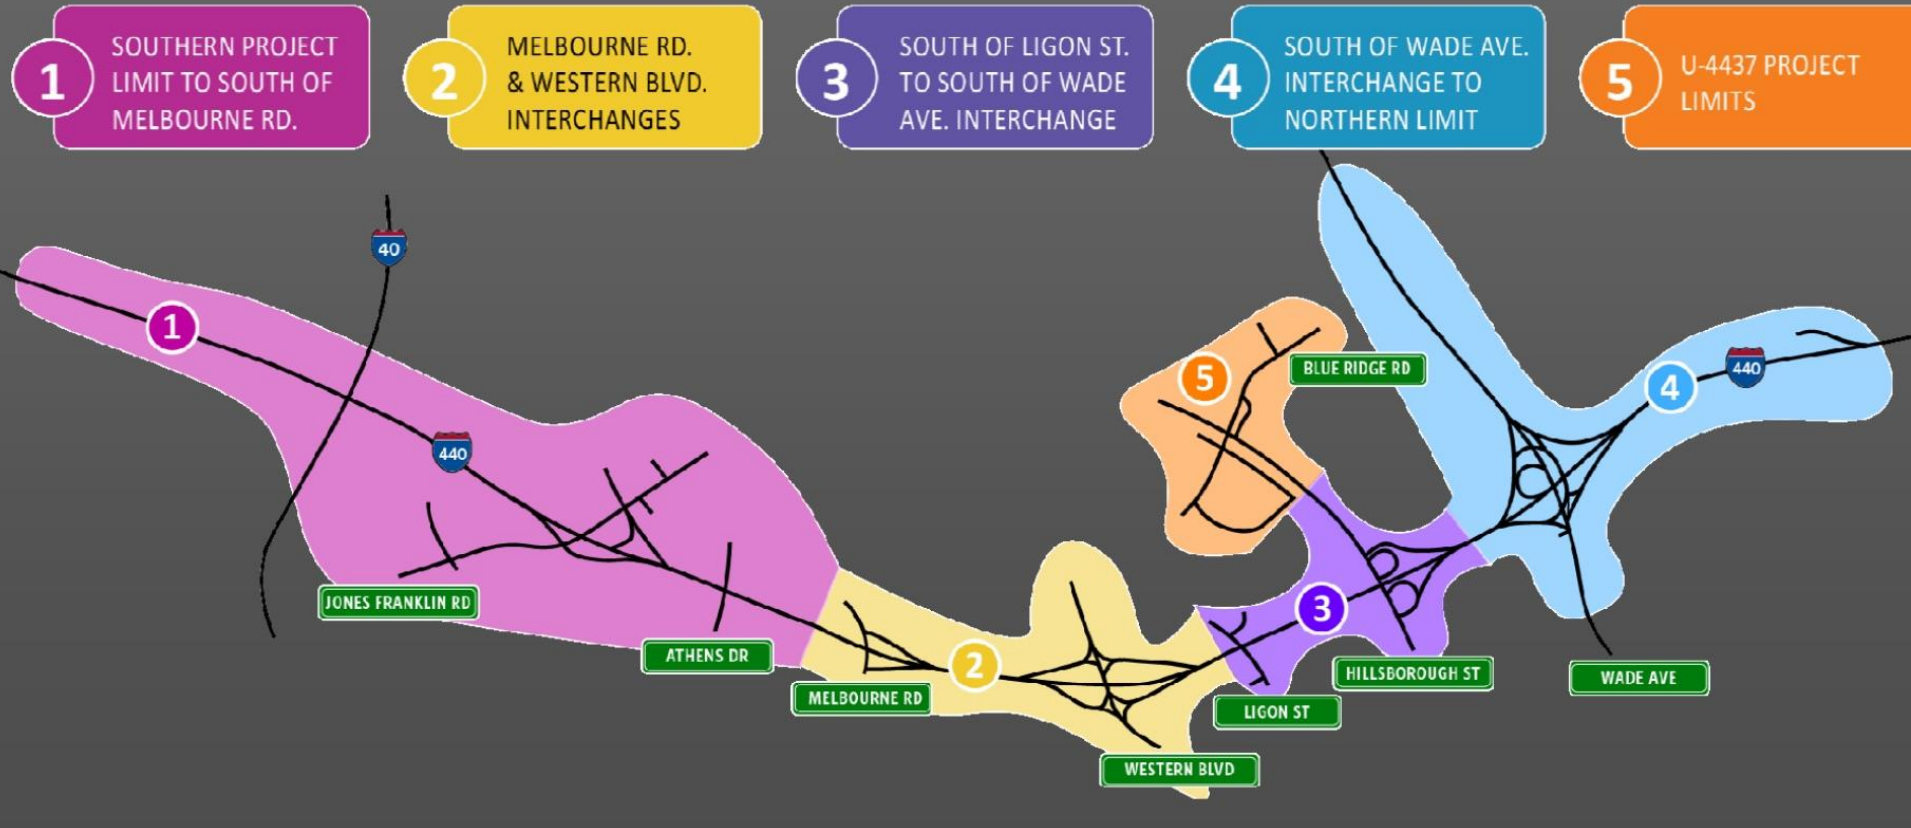 1
SOUTHERN PROJECT
LIMIT TO SOUTH OF
MELBOURNE RD.
2
MELBOURNE RD.
& WESTERN BLVD.
INTERCHANGES
3
SOUTH OF LIGON ST.
TO SOUTH OF WADE
AVE. INTERCHANGE
4
SOUTH OF WADE AVE.
INTERCHANGE TO
NORTHERN LIMIT
5
U-4437 PROJECT
LIMITS
40
1
440
JONES FRANKLIN RD
ATHENS DR
MELBOURNE RD
2
WESTERN BLVD
LIGON ST
3
HILLSBOROUGH ST
5
BLUE RIDGE RD
4
440
WADE AVE